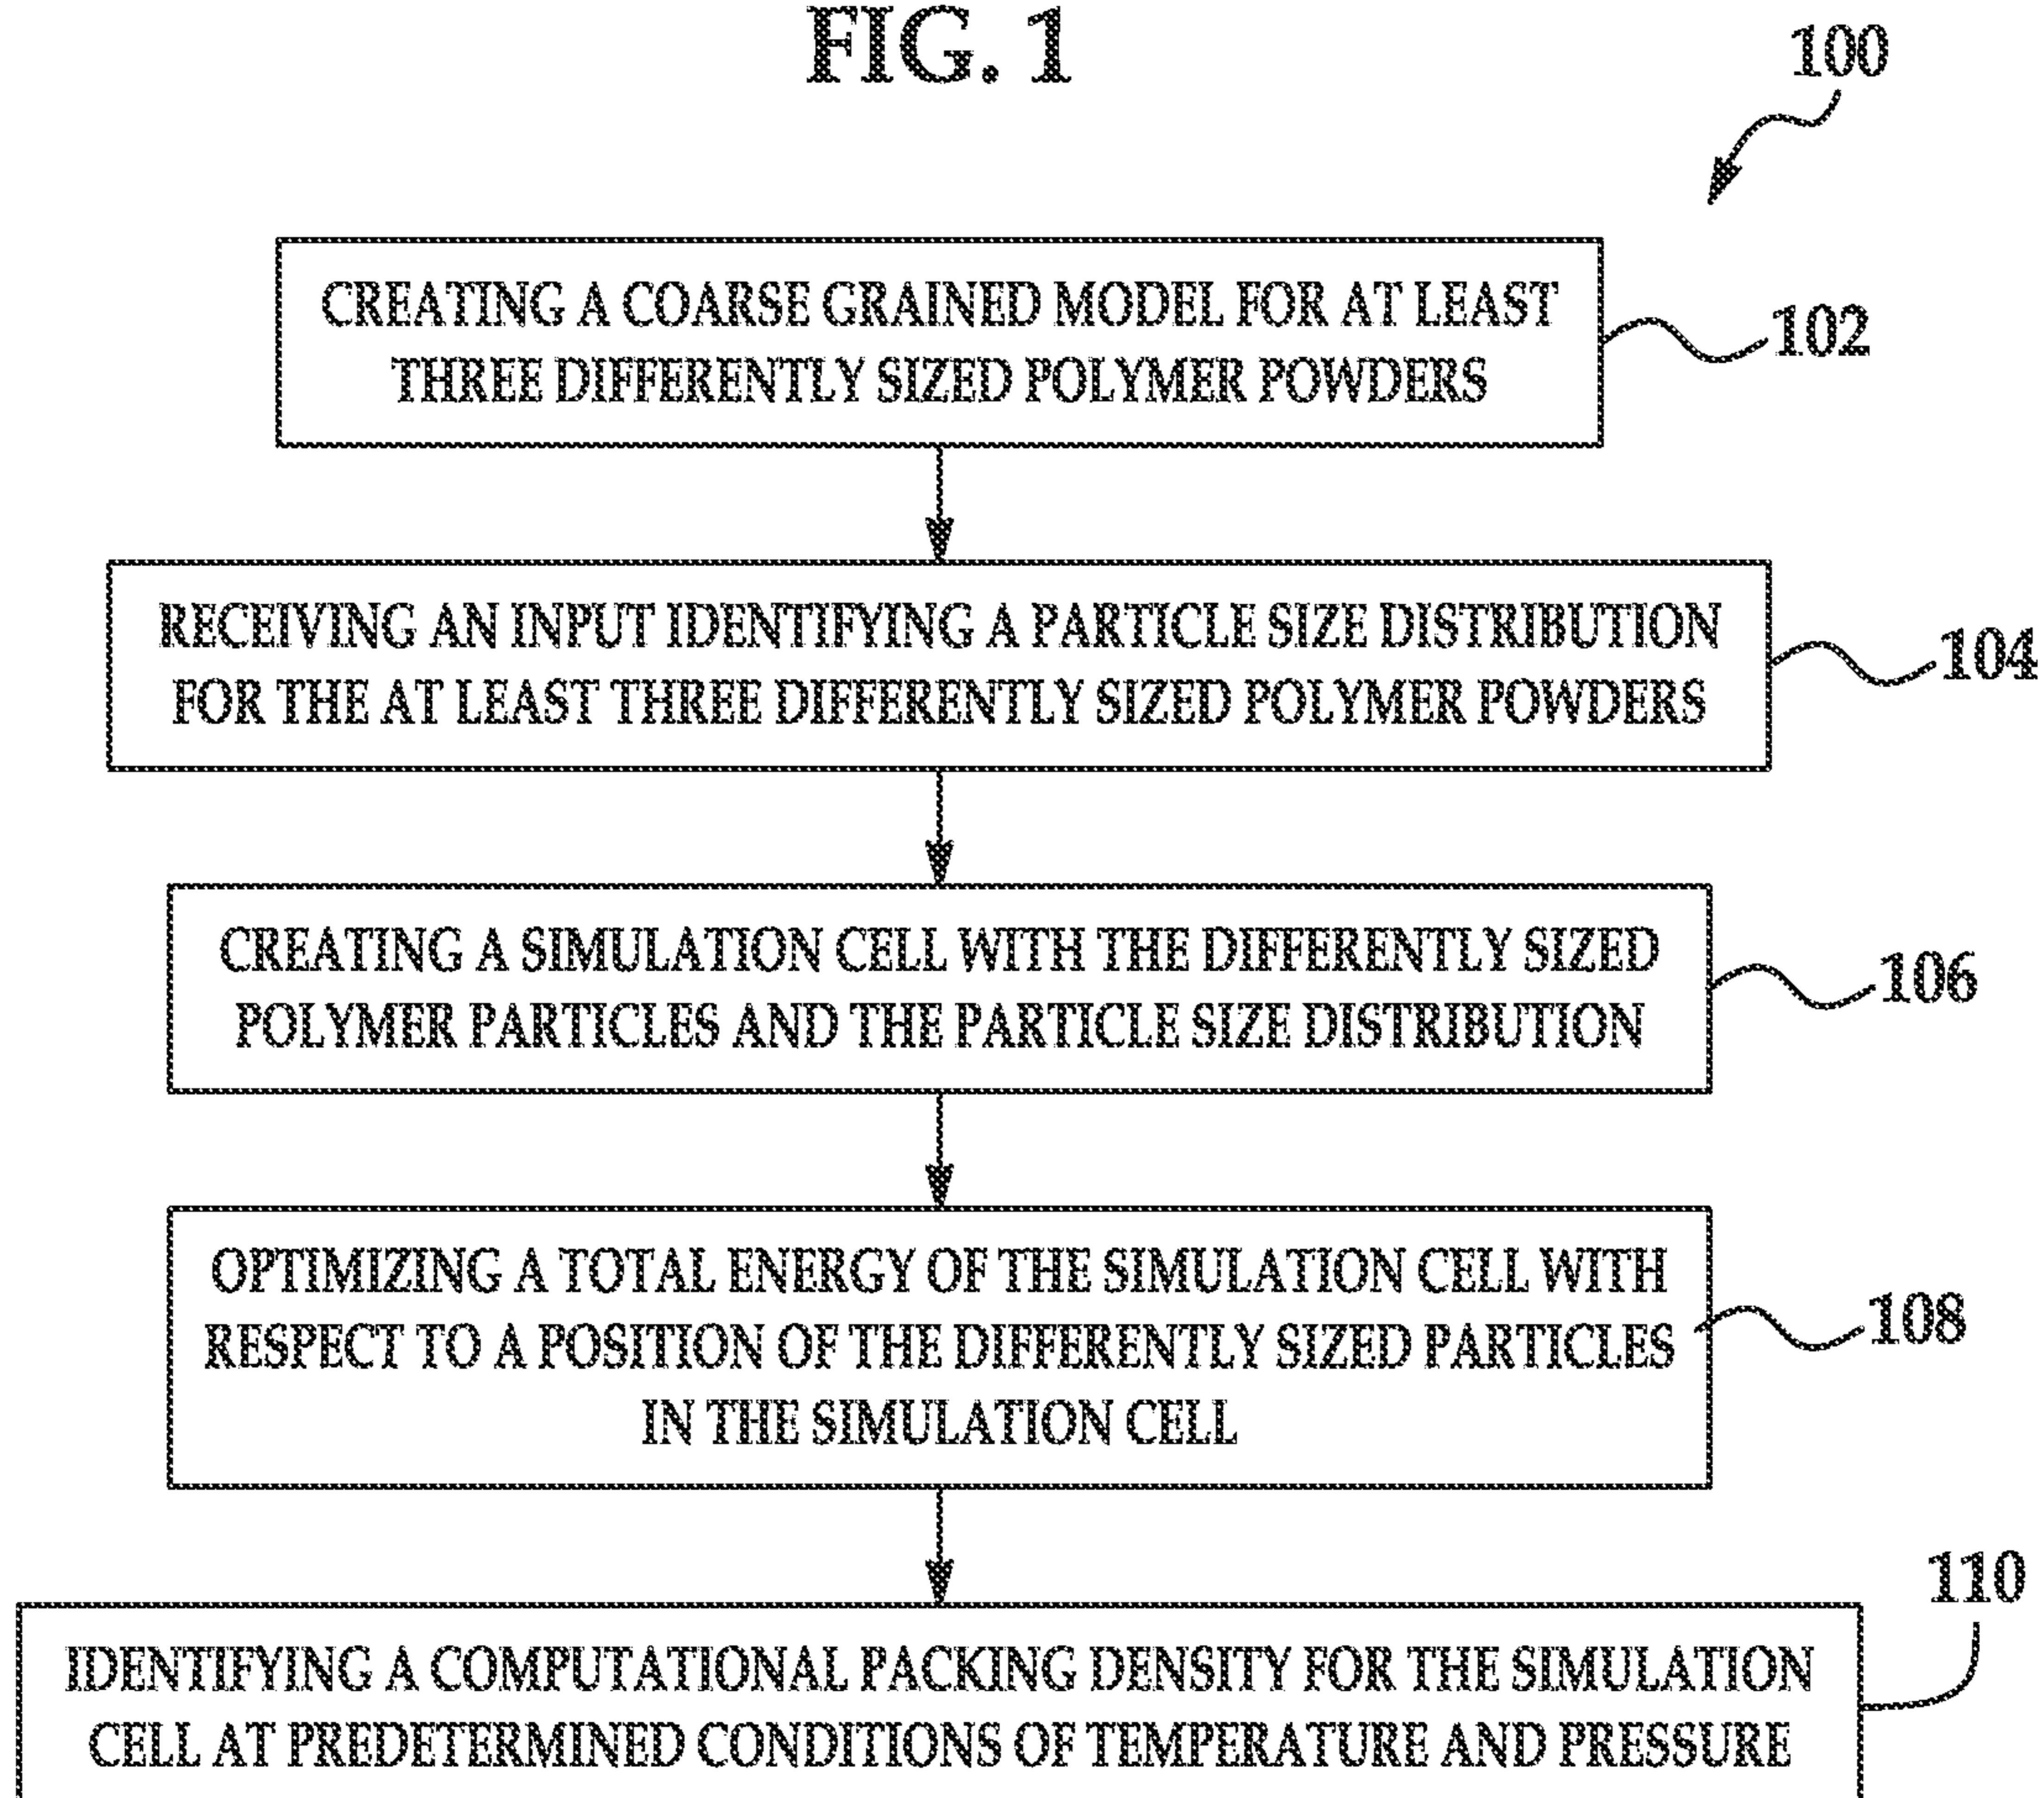 FIG. 1
100
CREATING A COARSE GRAINED MODEL FOR AT LEAST
THREE DIFFERENTLY SIZED POLYMER POWDERS
102
RECEIVING AN INPUT IDENTIFYING A PARTICLE SIZE DISTRIBUTION
FOR THE AT LEAST THREE DIFFERENTLY SIZED POLYMER POWDERS
104
CREATING A SIMULATION CELL WITH THE DIFFERENTLY SIZED
POLYMER PARTICLES AND THE PARTICLE SIZE DISTRIBUTION
106
OPTIMIZING A TOTAL ENERGY OF THE SIMULATION CELL WITH
RESPECT TO A POSITION OF THE DIFFERENTLY SIZED PARTICLES
IN THE SIMULATION CELL
108
110
IDENTIFYING A COMPUTATIONAL PACKING DENSITY FOR THE SIMULATION
CELL AT PREDETERMINED CONDITIONS OF TEMPERATURE AND PRESSURE